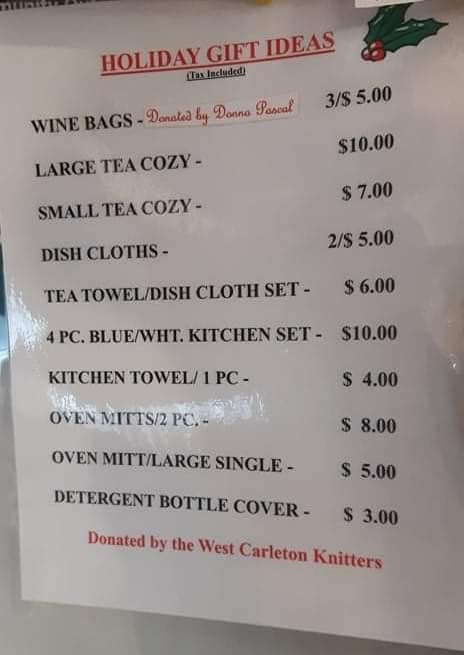 HOLIDAY GIFT IDEAS
(Tax Included)
WINE BAGS - Donated by Donna Pascal 3/$ 5.00
LARGE TEA COZY - $10.00
SMALL TEA COZY - $ 7.00
DISH CLOTHS - 2/$ 5.00
TEA TOWEL/DISH CLOTH SET - $ 6.00
4 PC. BLUE/WHT. KITCHEN SET - $10.00
KITCHEN TOWEL/ 1 PC - $ 4.00
OVEN MITTS/2 PC. - $ 8.00
OVEN MITT/LARGE SINGLE - $ 5.00
DETERGENT BOTTLE COVER - $ 3.00
Donated by the West Carleton Knitters